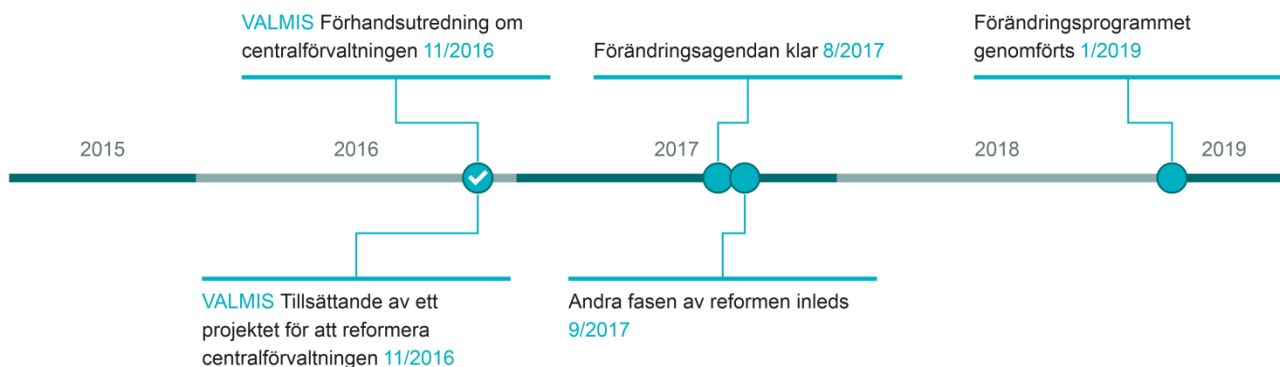 VALMIS Förhandsutredning om
centralförvaltningen 11/2016
Förändringsagendan klar 8/2017
Förändringsprogrammet
genomförts 1/2019
2015
2016
2017
2018
2019
VALMIS Tillsättande av ett
projektet för att reformera
centralförvaltningen 11/2016
Andra fasen av reformen inleds
9/2017